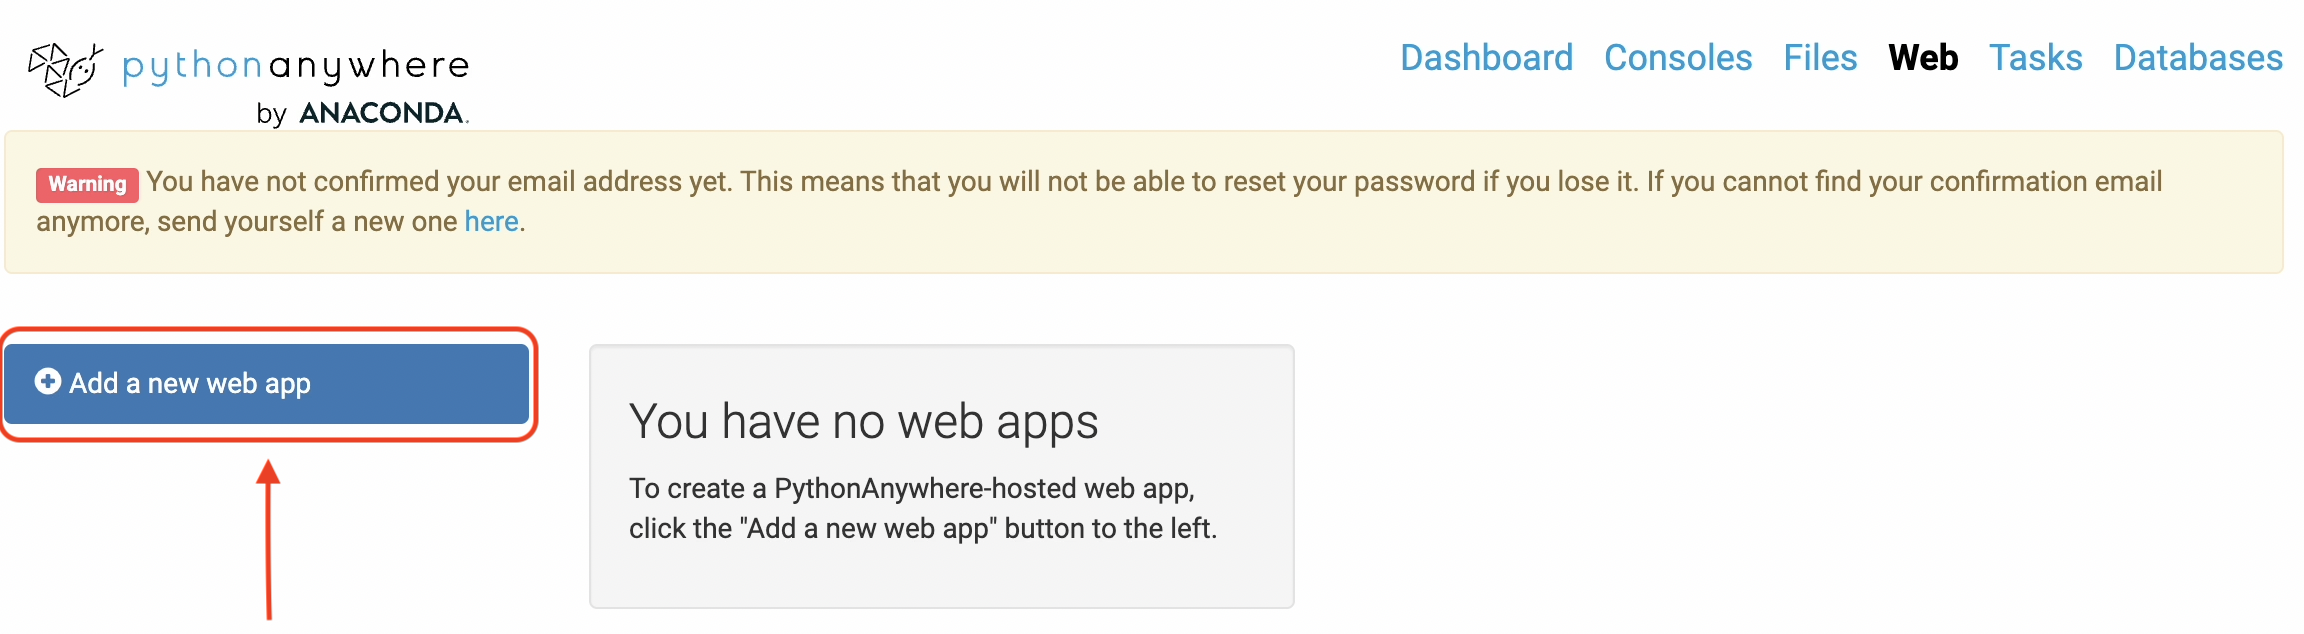 pythonanywhere
by ANACONDA.
Dashboard Consoles Files Web Tasks Databases
Warning You have not confirmed your email address yet. This means that you will not be able to reset your password if you lose it. If you cannot find your confirmation email
anymore, send yourself a new one here.
Add a new web app
You have no web apps
To create a PythonAnywhere-hosted web app,
click the "Add a new web app" button to the left.